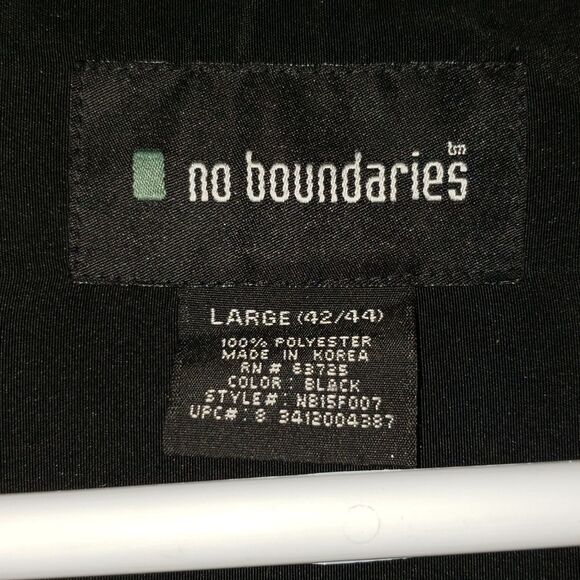 no boundaries tm
LARGE (42/44)
100% POLYESTER
MADE IN KOREA
RN # 63725
COLOR : BLACK
STYLE# : NB15F007
UPC# : 8 3412004387